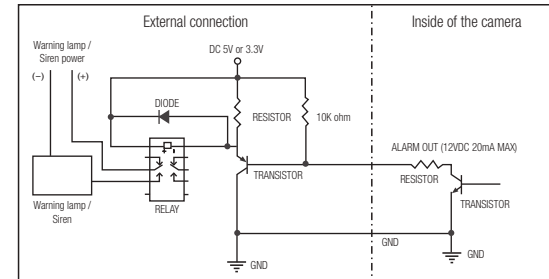 External connection
Inside of the camera
Warning lamp /
Siren power
(−)
(+)
DC 5V or 3.3V
DIODE
RESISTOR
10K ohm
+
-
ALARM OUT (12VDC 20mA MAX)
TRANSISTOR
RESISTOR
TRANSISTOR
Warning lamp /
Siren
RELAY
GND
GND
GND